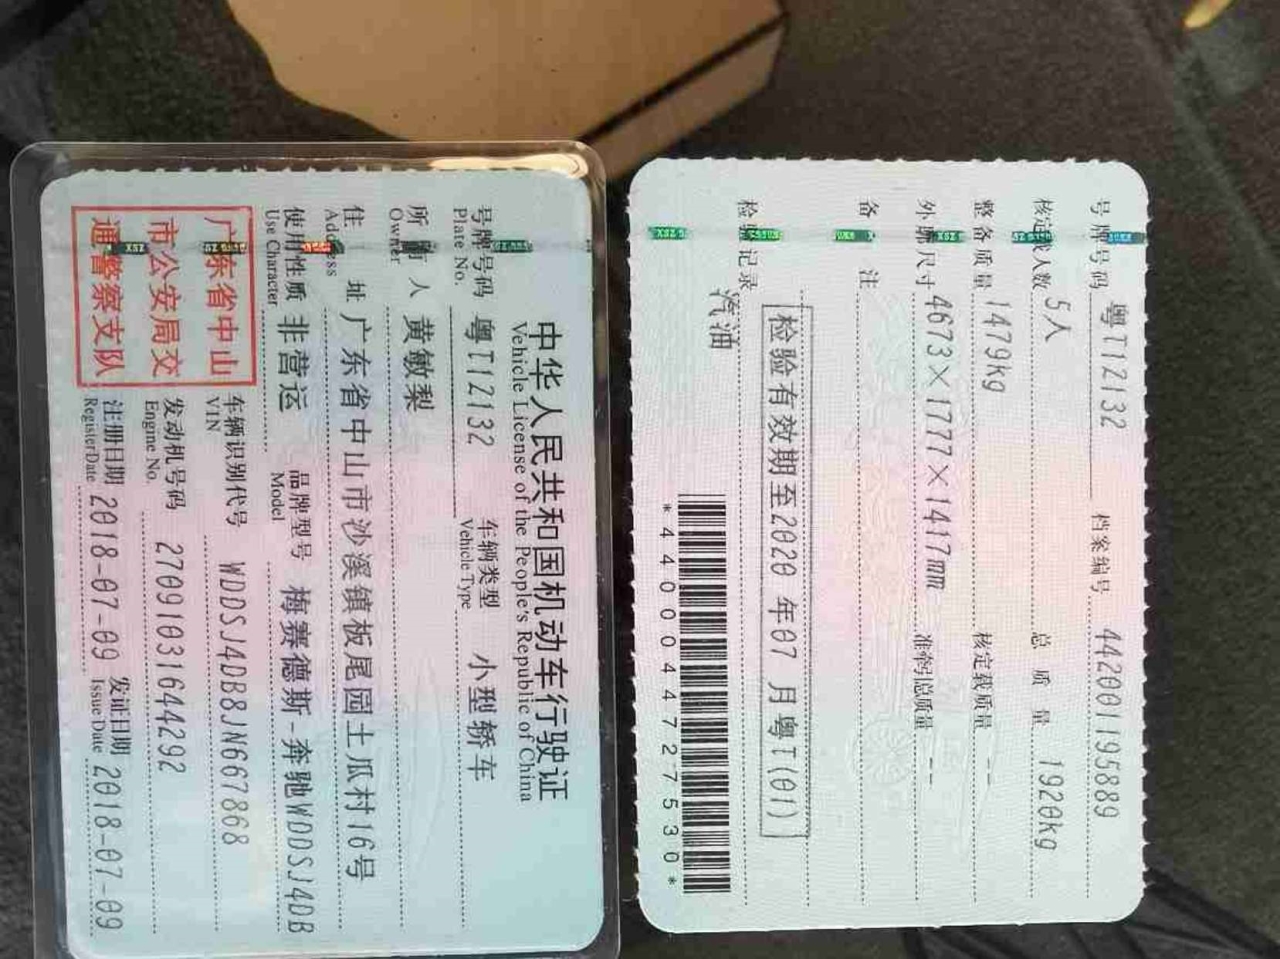 中华人民共和国机动车行驶证
Vehicle License of the People's Republic of China
号牌号码 粤T12132 车辆类型 小型轿车
Plate No. Vehicle Type
所有人 黄敏梨
Owner
住址 广东省中山市沙溪镇板尾园土瓜村16号
Address
使用性质 非营运 品牌型号 梅赛德斯-奔驰WDDSJ4DB
Use Character Model
广东省中山
市公安局交
通警察支队
车辆识别代号 WDDSJ4DB8JN667868
VIN
发动机号码 27091031644292
Engine No.
注册日期 2018-07-09 发证日期 2018-07-09
Register Date Issue Date
号牌号码 粤T12132 档案编号 442001195889
核定载人数 5人 总质量 1920kg
整备质量 1479kg 核定载质量 --
外廓尺寸 4673×1777×1417mm 准牵引总质量 --
备注
检验有效期至2020年07月粤T(01)
检验记录
汽油
*4400044727530*